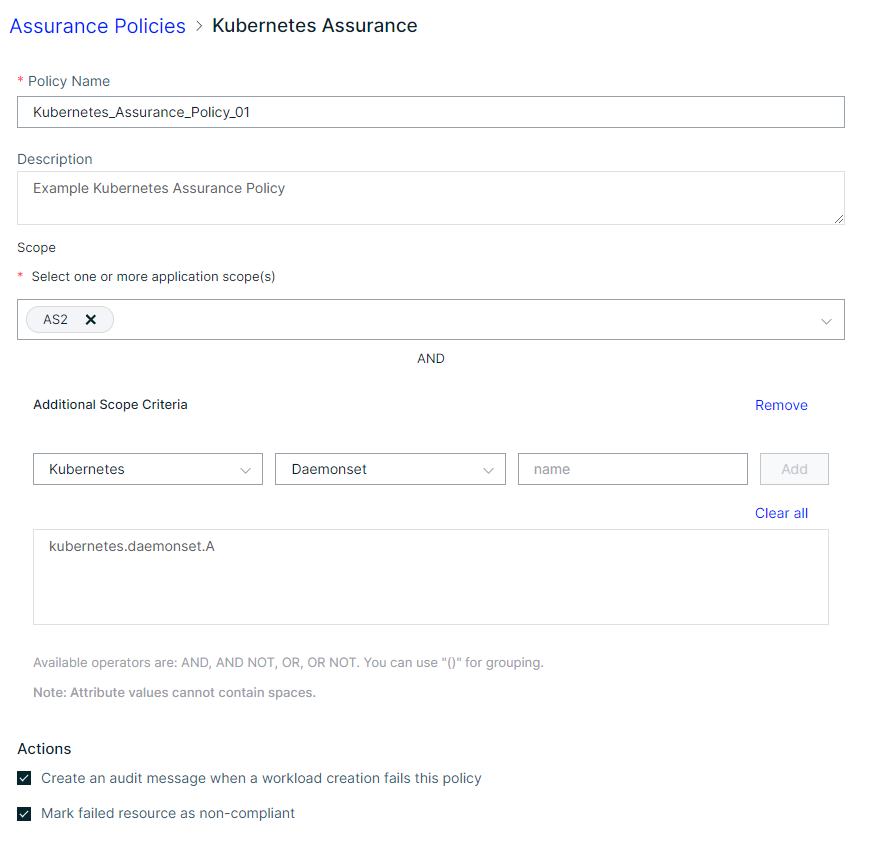 Assurance Policies > Kubernetes Assurance
* Policy Name
Kubernetes_Assurance_Policy_01
Description
Example Kubernetes Assurance Policy
Scope
* Select one or more application scope(s)
AS2
AND
Additional Scope Criteria Remove
Kubernetes Daemonset name Add
Clear all
kubernetes.daemonset.A
Available operators are: AND, AND NOT, OR, OR NOT. You can use "()" for grouping.
Note: Attribute values cannot contain spaces.
Actions
Create an audit message when a workload creation fails this policy
Mark failed resource as non-compliant